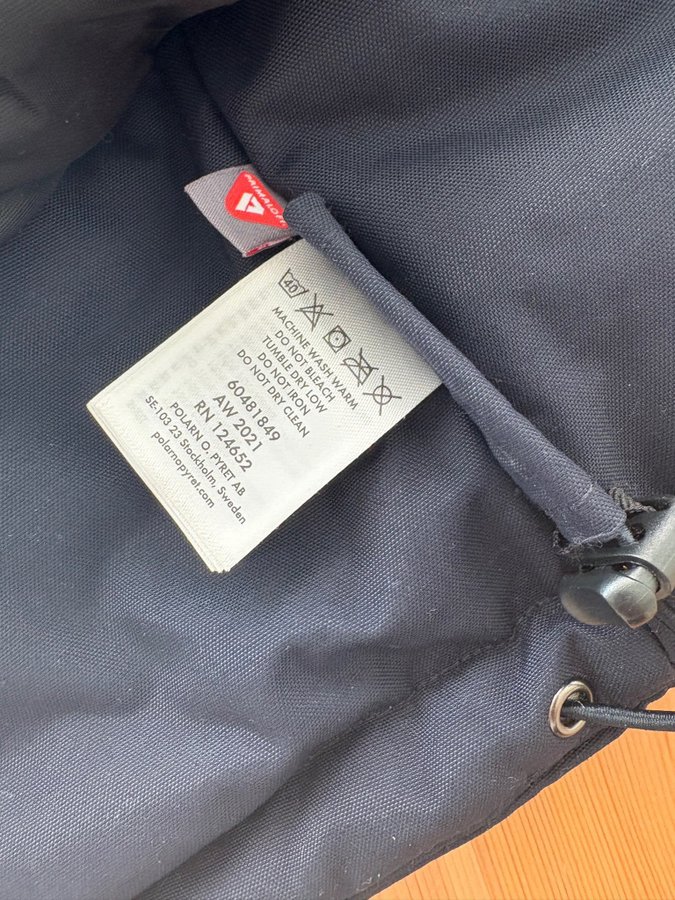 PRIMALOFT
40
MACHINE WASH WARM
DO NOT BLEACH
TUMBLE DRY LOW
DO NOT IRON
DO NOT DRY CLEAN
60481849
AW 2021
RN 124652
POLARN O. PYRET AB
SE-103 23 Stockholm, Sweden
polarnopyret.com